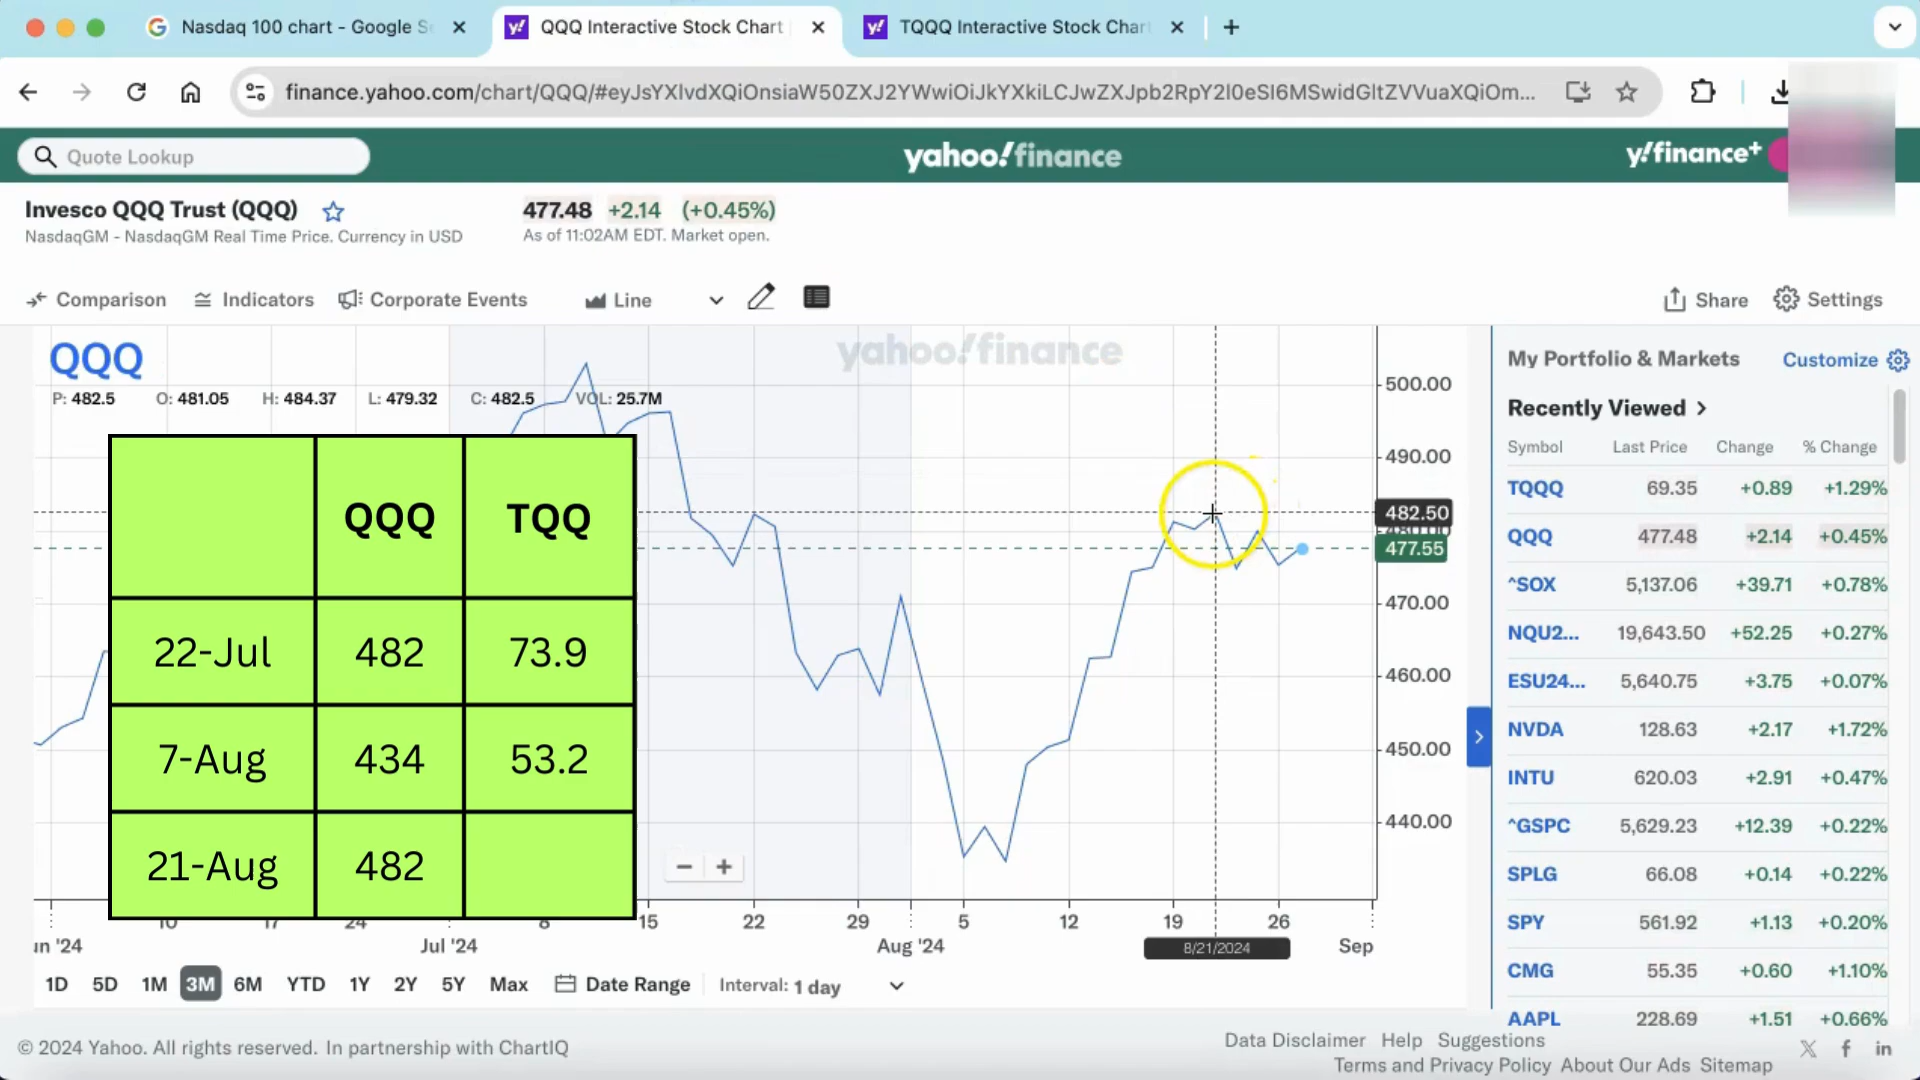 Nasdaq 100 chart - Google Se
QQQ Interactive Stock Chart
TQQQ Interactive Stock Chart
finance.yahoo.com/chart/QQQ/#eyJsYXlvdXQiOnsiaW50ZXJ2YWwiOiJkYXkiLCJwZXJpb2RpY2l0eSI6MSwidGltZVVuaXQiOm...
Quote Lookup
yahoo!finance
y!finance+
Invesco QQQ Trust (QQQ)
477.48 +2.14 (+0.45%)
NasdaqGM - NasdaqGM Real Time Price. Currency in USD
As of 11:02AM EDT. Market open.
Comparison
Indicators
Corporate Events
Line
Share
Settings
QQQ
yahoo!finance
P: 482.5 O: 481.05 H: 484.37 L: 479.32 C: 482.5 VOL: 25.7M
QQQ TQQ
22-Jul 482 73.9
7-Aug 434 53.2
21-Aug 482
500.00
490.00
482.50
480.00
477.55
470.00
460.00
450.00
440.00
10 17 24 8 15 22 29 5 12 19 26
un '24 Jul '24 Aug '24 8/21/2024 Sep
1D 5D 1M 3M 6M YTD 1Y 2Y 5Y Max Date Range Interval: 1 day
My Portfolio & Markets
Customize
Recently Viewed
Symbol Last Price Change % Change
TQQQ 69.35 +0.89 +1.29%
QQQ 477.48 +2.14 +0.45%
^SOX 5,137.06 +39.71 +0.78%
NQU2... 19,643.50 +52.25 +0.27%
ESU24... 5,640.75 +3.75 +0.07%
NVDA 128.63 +2.17 +1.72%
INTU 620.03 +2.91 +0.47%
^GSPC 5,629.23 +12.39 +0.22%
SPLG 66.08 +0.14 +0.22%
SPY 561.92 +1.13 +0.20%
CMG 55.35 +0.60 +1.10%
AAPL 228.69 +1.51 +0.66%
© 2024 Yahoo. All rights reserved. In partnership with ChartIQ
Data Disclaimer Help Suggestions
Terms and Privacy Policy About Our Ads Sitemap